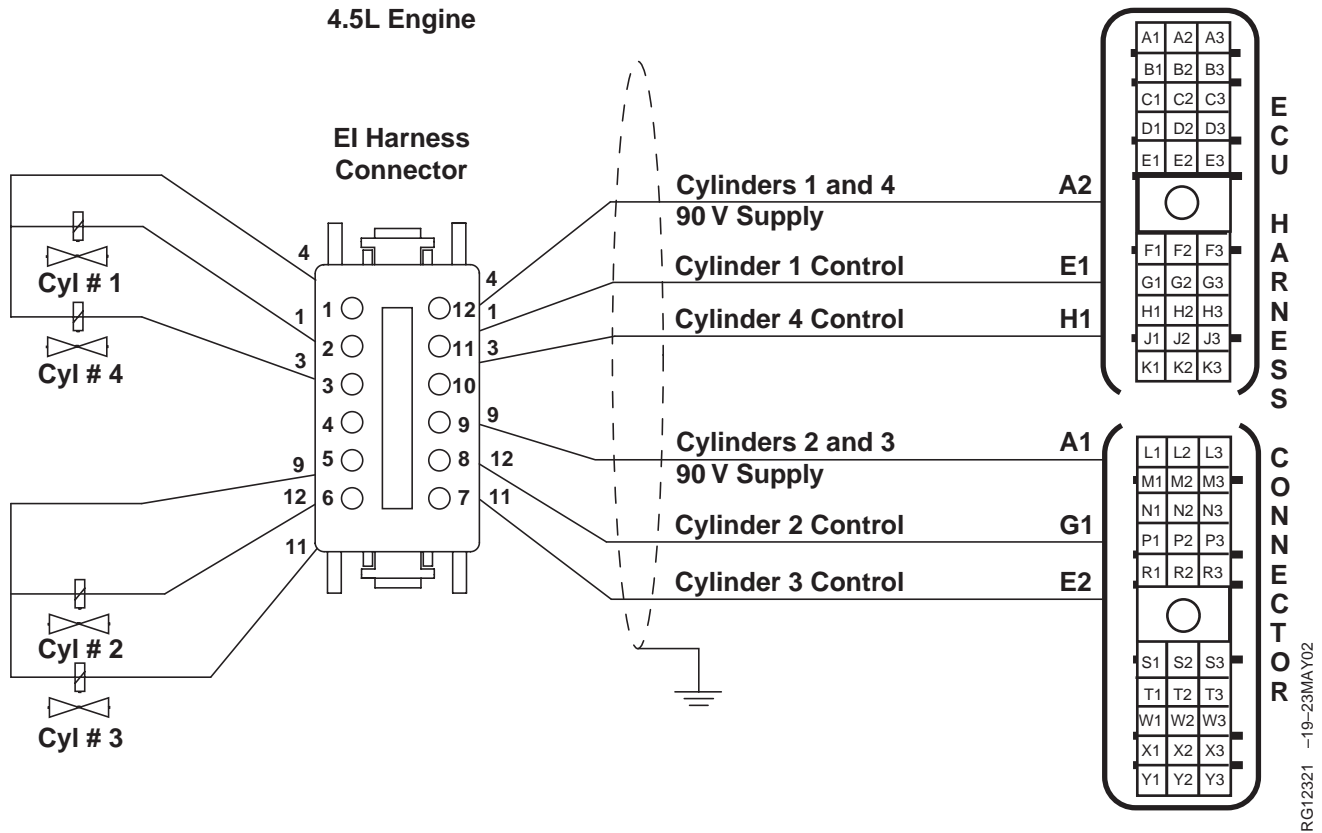 4.5L Engine
EI Harness
Connector
Cyl # 1
Cyl # 4
Cyl # 2
Cyl # 3
4
1
3
9
12
11
1 12
2 11
3 10
4 9
5 8
6 7
4
1
3
9
12
11
Cylinders 1 and 4 A2
90 V Supply
Cylinder 1 Control E1
Cylinder 4 Control H1
Cylinders 2 and 3 A1
90 V Supply
Cylinder 2 Control G1
Cylinder 3 Control E2
A1 A2 A3
B1 B2 B3
C1 C2 C3
D1 D2 D3
E1 E2 E3
F1 F2 F3
G1 G2 G3
H1 H2 H3
J1 J2 J3
K1 K2 K3
L1 L2 L3
M1 M2 M3
N1 N2 N3
P1 P2 P3
R1 R2 R3
S1 S2 S3
T1 T2 T3
W1 W2 W3
X1 X2 X3
Y1 Y2 Y3
ECU HARNESS CONNECTOR
RG12321 –19–23MAY02